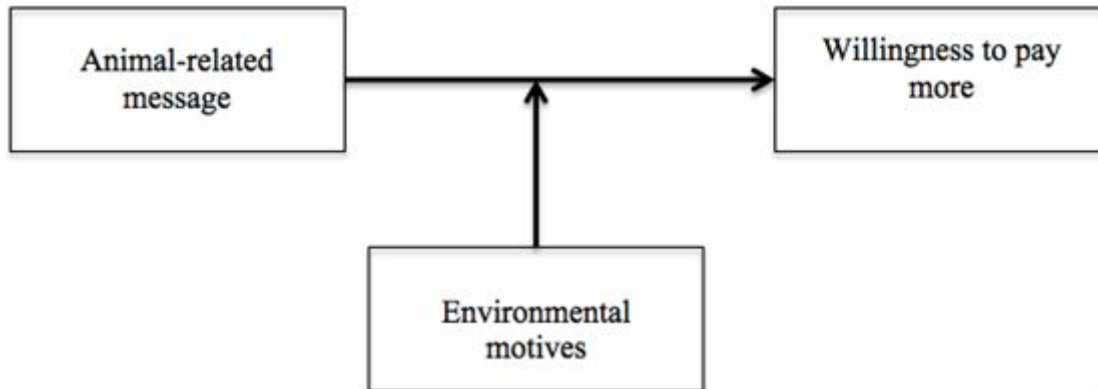 Animal-related
message
Willingness to pay
more
Environmental
motives